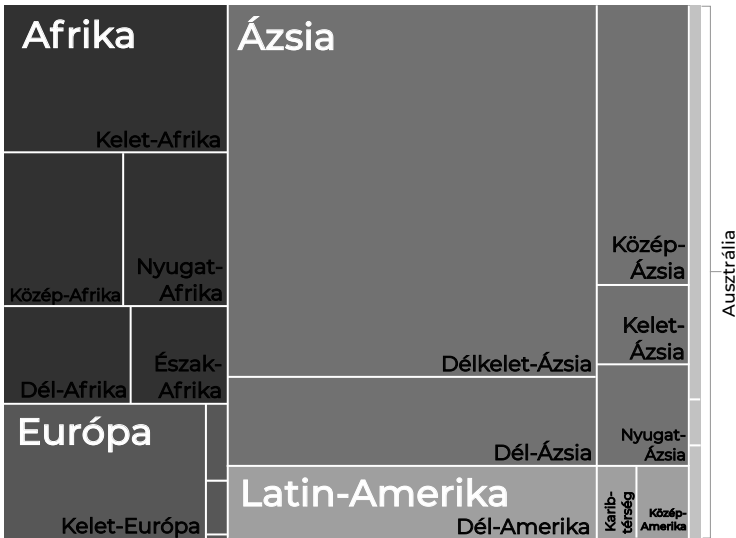 Afrika
Kelet-Afrika
Közép-Afrika
Nyugat-
Afrika
Dél-Afrika
Észak-
Afrika
Európa
Kelet-Európa
Ázsia
Délkelet-Ázsia
Dél-Ázsia
Közép-
Ázsia
Kelet-
Ázsia
Nyugat-
Ázsia
Latin-Amerika
Dél-Amerika
Karib-
térség
Közép-
Amerika
Ausztrália